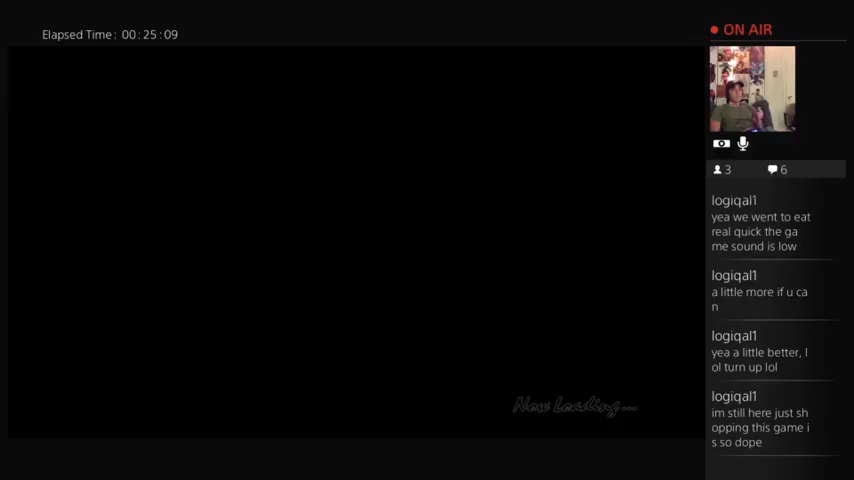 Elapsed Time: 00:25:09
ON AIR
3
6
logiqal1
yea we went to eat
real quick the ga
me sound is low
logiqal1
a little more if u ca
n
logiqal1
yea a little better, l
ol turn up lol
logiqal1
im still here just sh
opping this game i
s so dope
Now Loading...